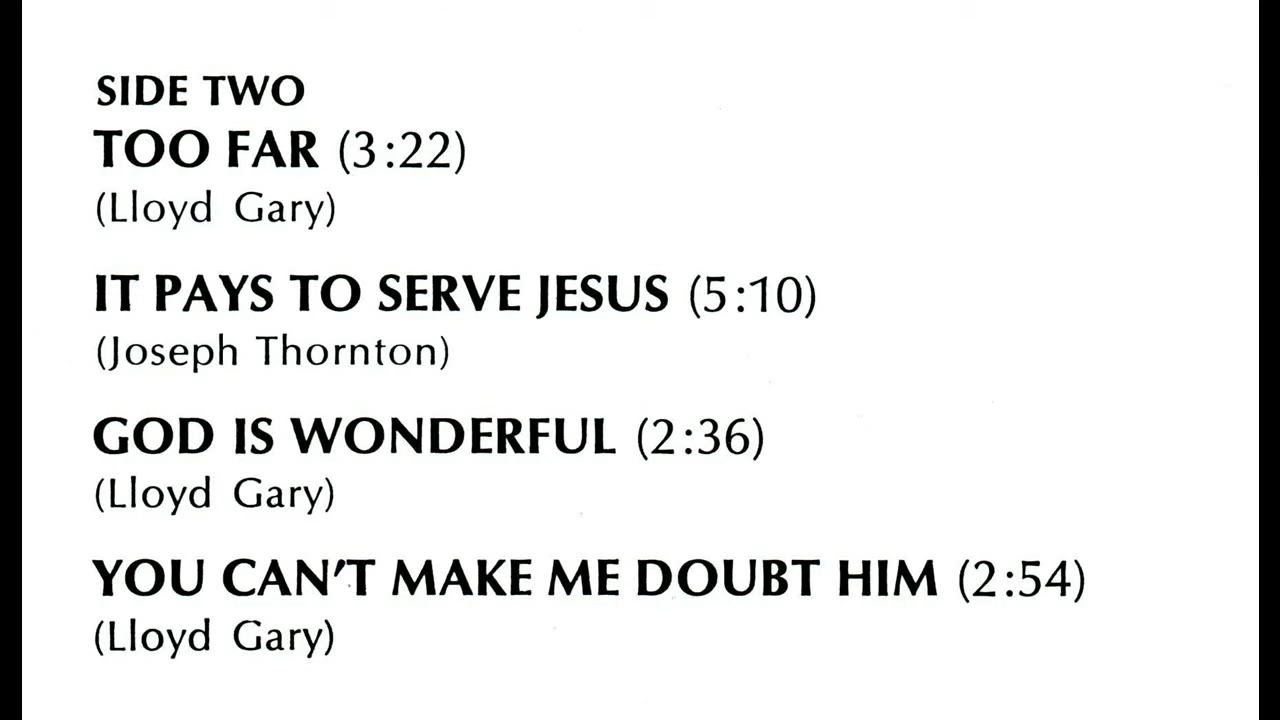 SIDE TWO
TOO FAR (3:22)
(Lloyd Gary)
IT PAYS TO SERVE JESUS (5:10)
(Joseph Thornton)
GOD IS WONDERFUL (2:36)
(Lloyd Gary)
YOU CAN'T MAKE ME DOUBT HIM (2:54)
(Lloyd Gary)